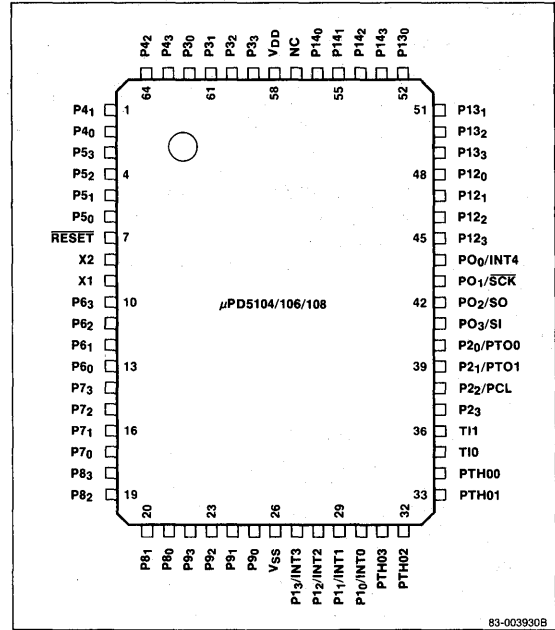 P4₂ P4₃ P3₀ P3₁ P3₂ P3₃ VDD NC P14₀ P14₁ P14₂ P14₃ P13₀
64 61 58 55 52
P4₁ 1 51 P13₁
P4₀ P13₂
P5₃ P13₃
P5₂ 4 48 P12₀
P5₁ P12₁
P5₀ P12₂
R̅E̅S̅E̅T̅ 7 45 P12₃
X2 PO₀/INT4
X1 PO₁/S̅C̅K̅
P6₃ 10 42 PO₂/SO
µPD5104/106/108
P6₂ PO₃/SI
P6₁ P2₀/PTO0
P6₀ 13 39 P2₁/PTO1
P7₃ P2₂/PCL
P7₂ P2₃
P7₁ 16 36 TI1
P7₀ TI0
P8₃ PTH00
P8₂ 19 33 PTH01
20 23 26 29 32
P8₁ P8₀ P9₃ P9₂ P9₁ P9₀ VSS P1₃/INT3 P1₂/INT2 P1₁/INT1 P1₀/INT0 PTH03 PTH02
83-003930B